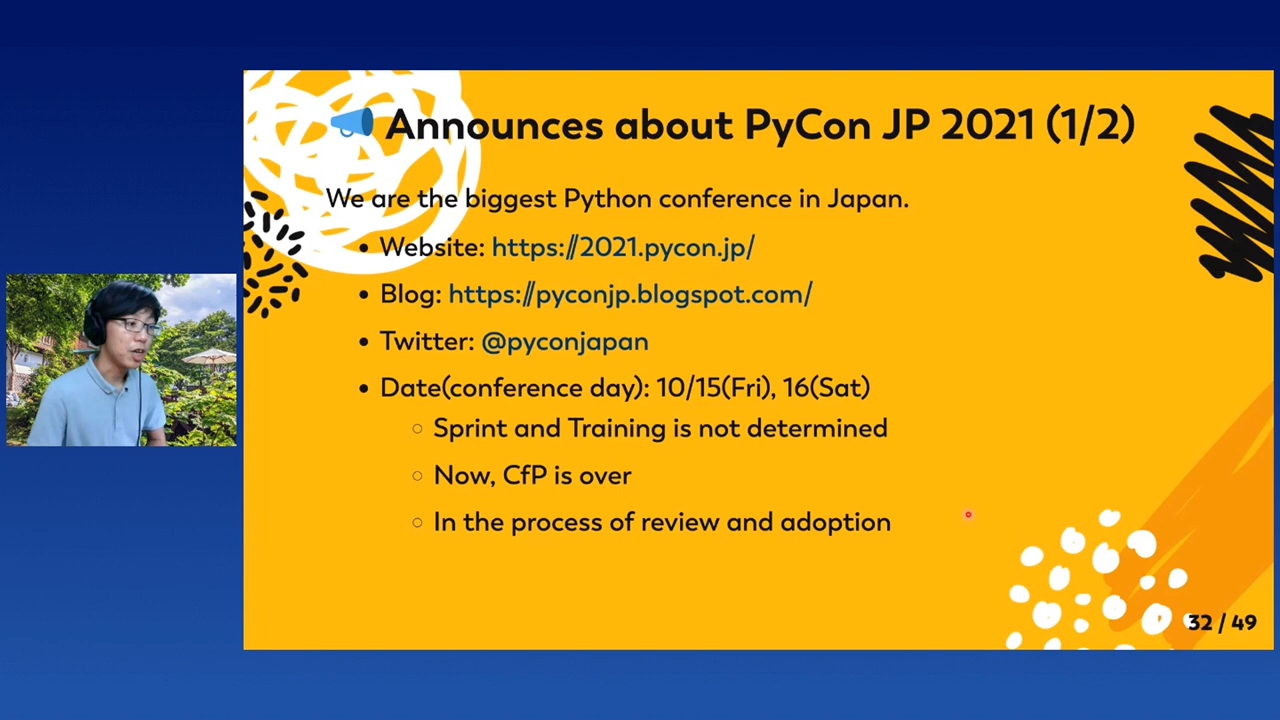 📣 Announces about PyCon JP 2021 (1/2)
We are the biggest Python conference in Japan.
• Website: https://2021.pycon.jp/
• Blog: https://pyconjp.blogspot.com/
• Twitter: @pyconjapan
• Date(conference day): 10/15(Fri), 16(Sat)
○ Sprint and Training is not determined
○ Now, CfP is over
○ In the process of review and adoption
32 / 49